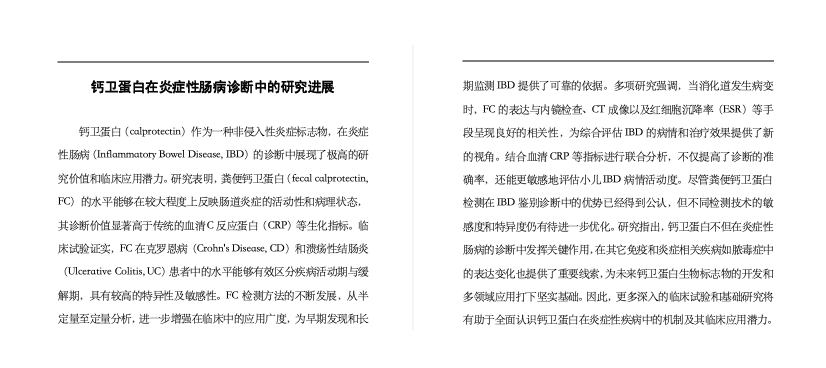 钙卫蛋白在炎症性肠病诊断中的研究进展
钙卫蛋白（calprotectin）作为一种非侵入性炎症标志物，在炎症
性肠病（Inflammatory Bowel Disease, IBD）的诊断中展现了极高的研
究价值和临床应用潜力。研究表明，粪便钙卫蛋白（fecal calprotectin,
FC）的水平能够在较大程度上反映肠道炎症的活动性和病理状态，
其诊断价值显著高于传统的血清 C 反应蛋白（CRP）等生化指标。临
床试验证实，FC 在克罗恩病（Crohn's Disease, CD）和溃疡性结肠炎
（Ulcerative Colitis, UC）患者中的水平能够有效区分疾病活动期与缓
解期，具有较高的特异性及敏感性。FC 检测方法的不断发展，从半
定量至定量分析，进一步增强在临床中的应用广度，为早期发现和长
期监测 IBD 提供了可靠的依据。多项研究强调，当消化道发生病变
时，FC 的表达与内镜检查、CT 成像以及红细胞沉降率（ESR）等手
段呈现良好的相关性，为综合评估 IBD 的病情和治疗效果提供了新
的视角。结合血清 CRP 等指标进行联合分析，不仅提高了诊断的准
确率，还能更敏感地评估小儿 IBD 病情活动度。尽管粪便钙卫蛋白
检测在 IBD 鉴别诊断中的优势已经得到公认，但不同检测技术的敏
感度和特异度仍有待进一步优化。研究指出，钙卫蛋白不但在炎症性
肠病的诊断中发挥关键作用，在其它免疫和炎症相关疾病如脓毒症中
的表达变化也提供了重要线索，为未来钙卫蛋白生物标志物的开发和
多领域应用打下坚实基础。因此，更多深入的临床试验和基础研究将
有助于全面认识钙卫蛋白在炎症性疾病中的机制及其临床应用潜力。